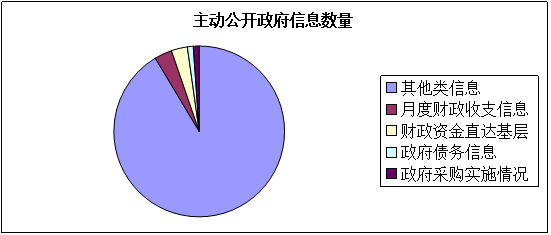 主动公开政府信息数量
其他类信息
月度财政收支信息
财政资金直达基层
政府债务信息
政府采购实施情况